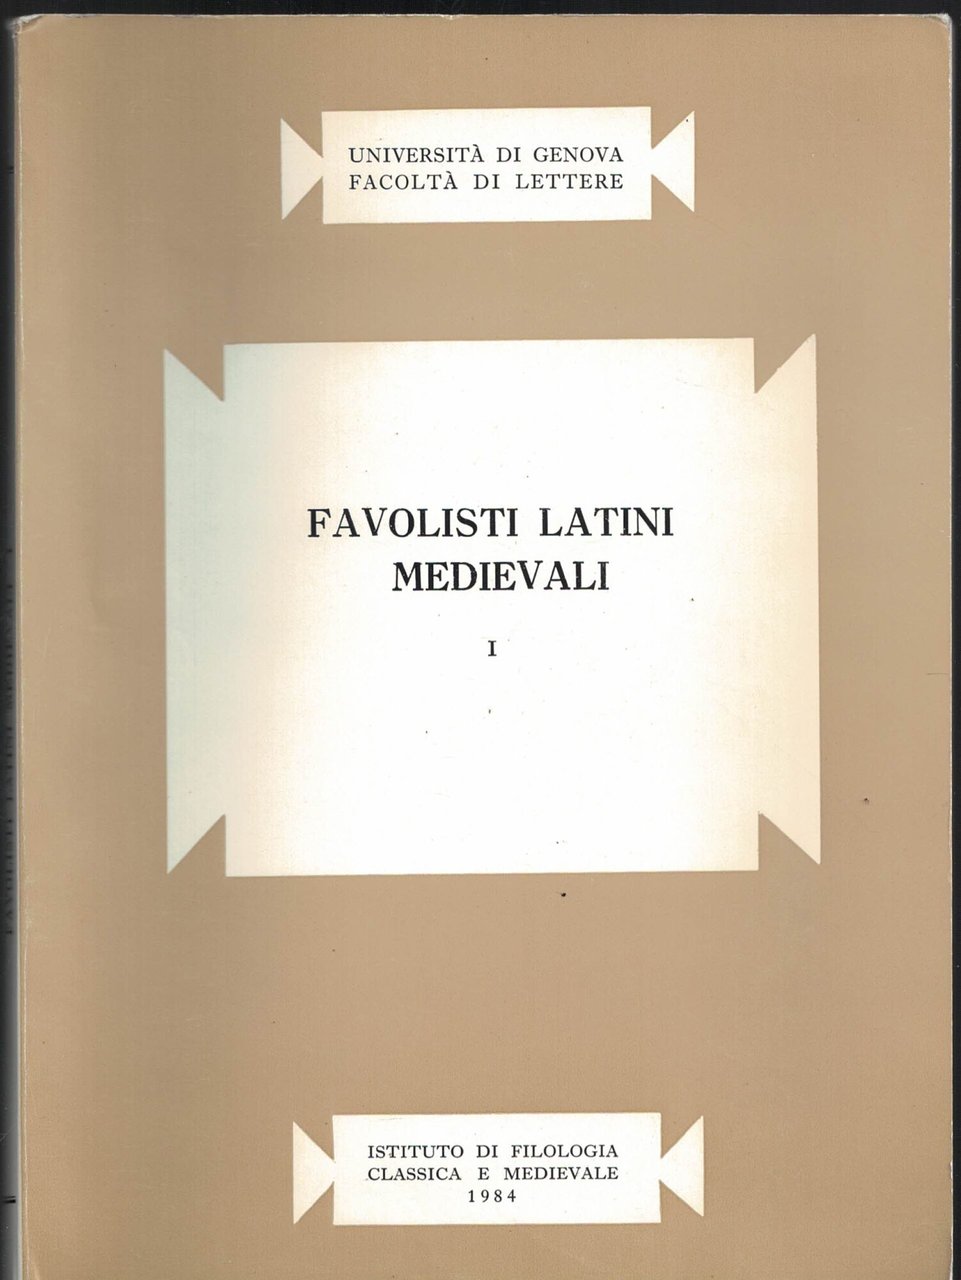 UNIVERSITÀ DI GENOVA
FACOLTÀ DI LETTERE
FAVOLISTI LATINI
MEDIEVALI
I
ISTITUTO DI FILOLOGIA
CLASSICA E MEDIEVALE
1984